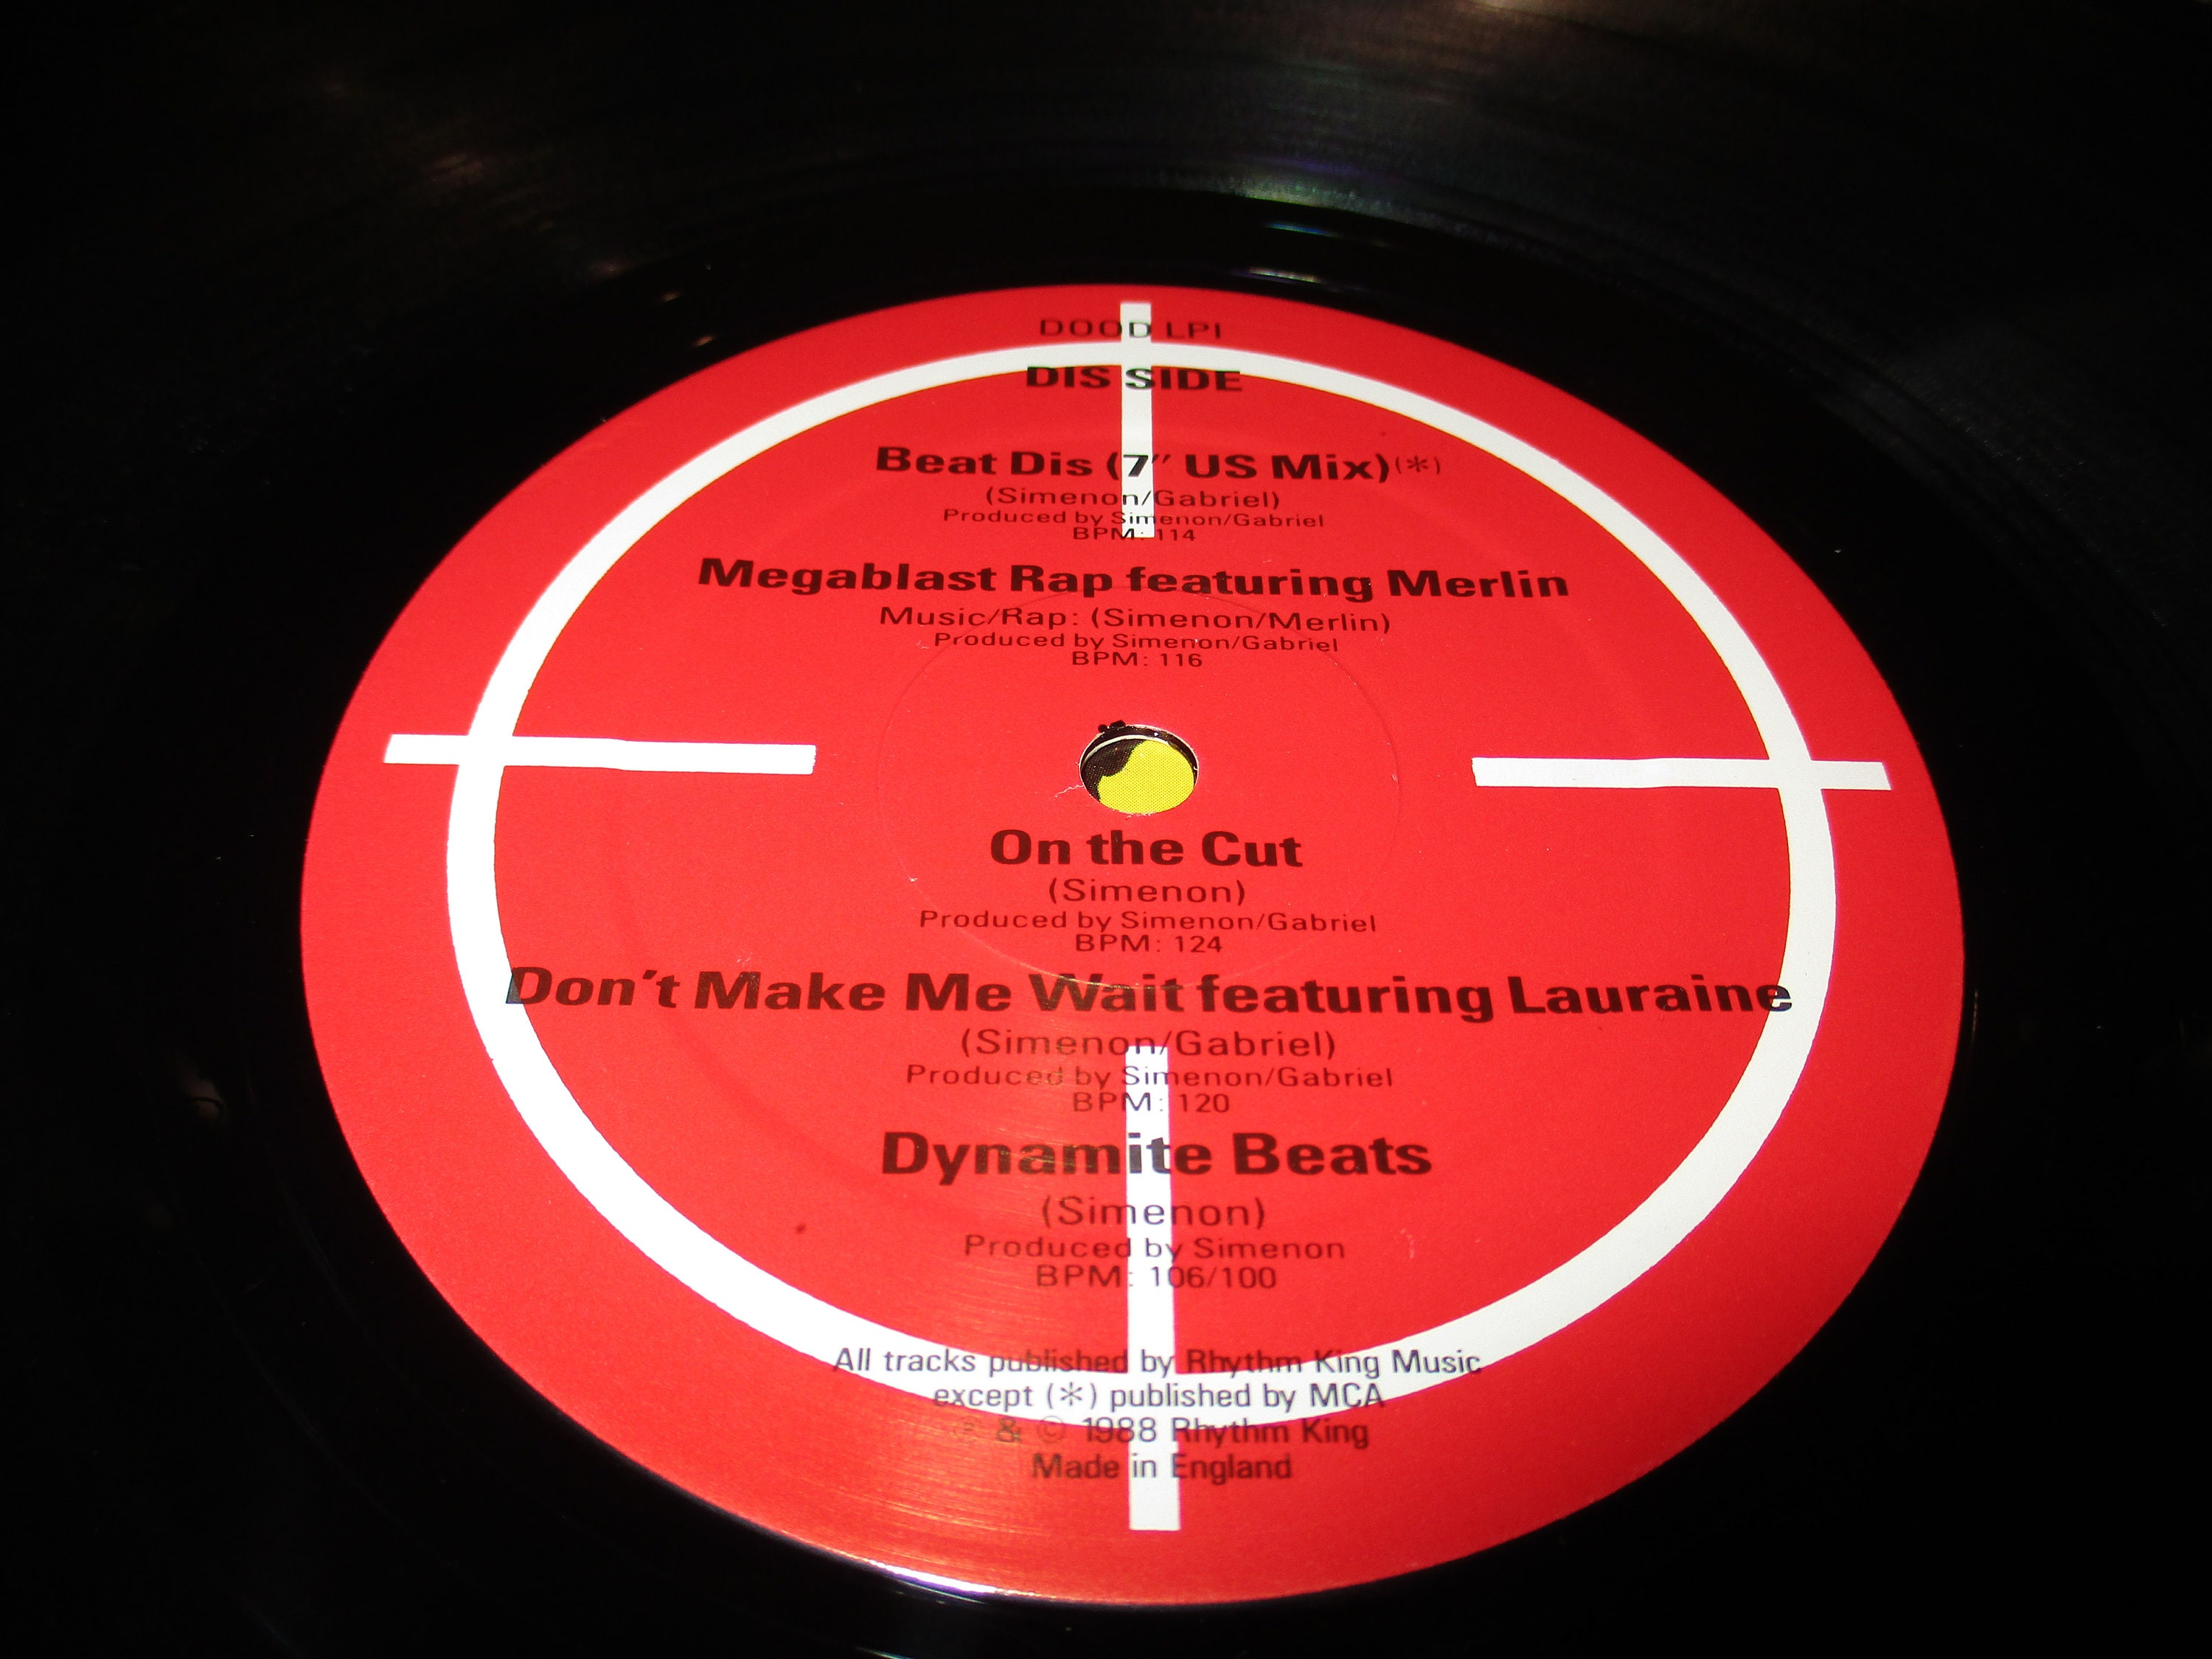 DOOD LPI
DIS SIDE
Beat Dis (7″ US Mix)(*)
(Simenon/Gabriel)
Produced by Simenon/Gabriel
BPM: 114
Megablast Rap featuring Merlin
Music/Rap: (Simenon/Merlin)
Produced by Simenon/Gabriel
BPM: 116
On the Cut
(Simenon)
Produced by Simenon/Gabriel
BPM: 124
Don't Make Me Wait featuring Lauraine
(Simenon/Gabriel)
Produced by Simenon/Gabriel
BPM: 120
Dynamite Beats
(Simenon)
Produced by Simenon
BPM: 106/100
All tracks published by Rhythm King Music
except (*) published by MCA
℗ & © 1988 Rhythm King
Made in England